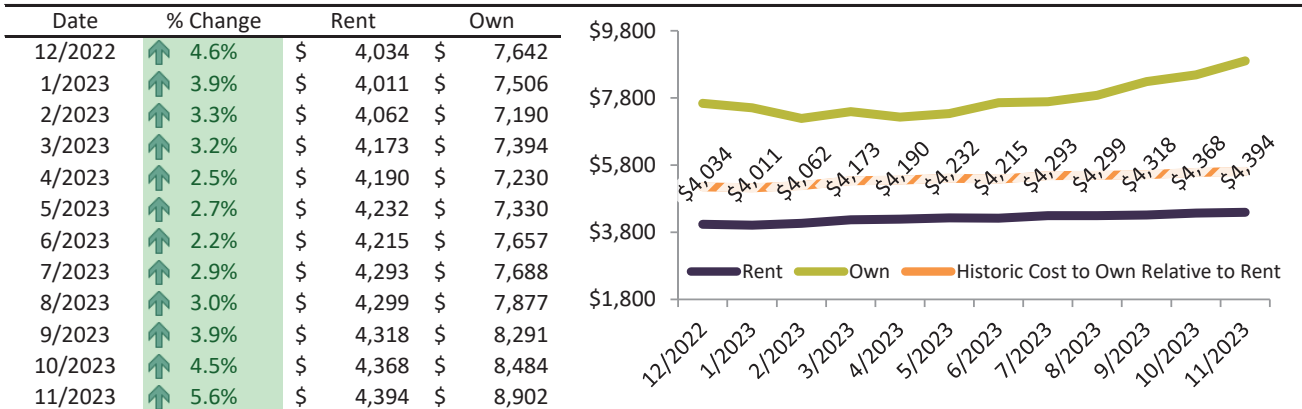 Date % Change Rent Own
12/2022 4.6% $ 4,034 $ 7,642
1/2023 3.9% $ 4,011 $ 7,506
2/2023 3.3% $ 4,062 $ 7,190
3/2023 3.2% $ 4,173 $ 7,394
4/2023 2.5% $ 4,190 $ 7,230
5/2023 2.7% $ 4,232 $ 7,330
6/2023 2.2% $ 4,215 $ 7,657
7/2023 2.9% $ 4,293 $ 7,688
8/2023 3.0% $ 4,299 $ 7,877
9/2023 3.9% $ 4,318 $ 8,291
10/2023 4.5% $ 4,368 $ 8,484
11/2023 5.6% $ 4,394 $ 8,902
$9,800
$7,800
$5,800
$3,800
$1,800
$4,034 $4,011 $4,062 $4,173 $4,190 $4,232 $4,215 $4,293 $4,299 $4,318 $4,368 $4,394
Rent Own Historic Cost to Own Relative to Rent
12/2022 1/2023 2/2023 3/2023 4/2023 5/2023 6/2023 7/2023 8/2023 9/2023 10/2023 11/2023